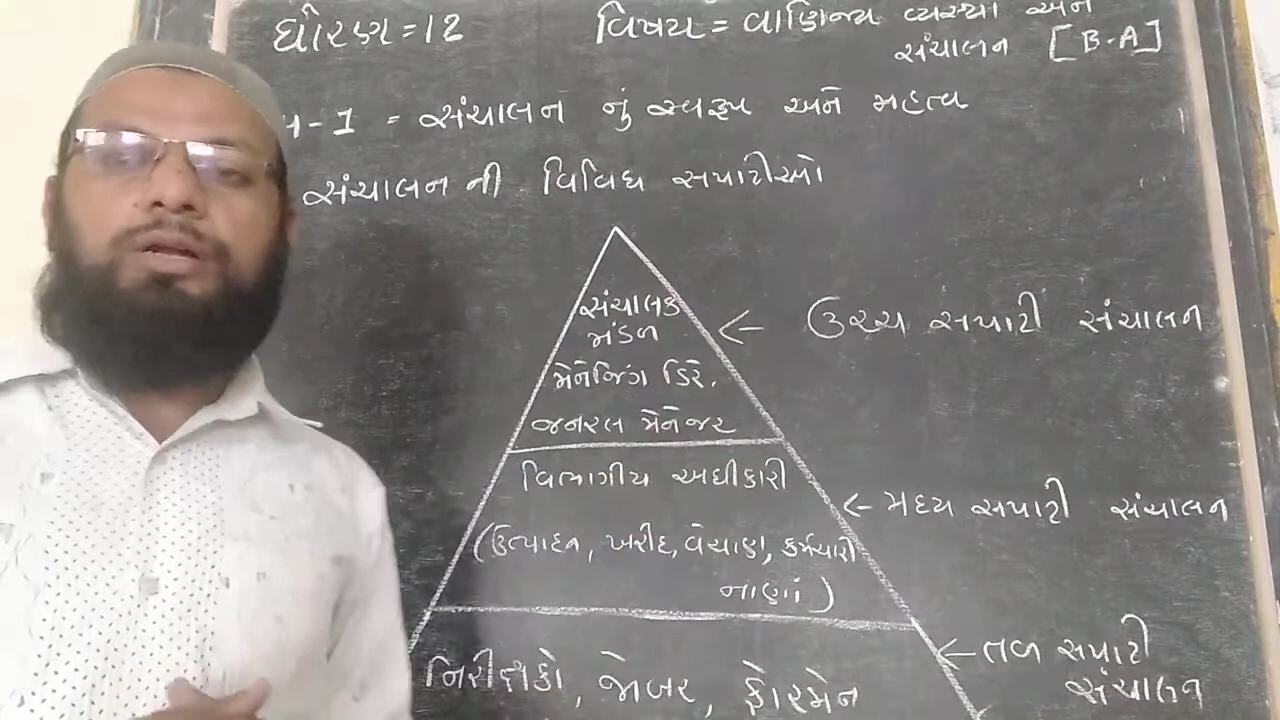 ધોરણ = 12 વિષય = વાણિજ્ય વ્યવસ્થા અને
સંચાલન [B.A]
1 = સંચાલન નું સ્વરૂપ અને મહત્વ
સંચાલન ની વિવિધ સપાટીઓ
સંચાલક
મંડળ
મેનેજિંગ ડિરે.
જનરલ મેનેજર
← ઉચ્ચ સપાટી સંચાલન
વિભાગીય અધીકારી
(ઉત્પાદન, ખરીદ, વેચાણ, કર્મચારી
નાણાં)
← મધ્ય સપાટી સંચાલન
નિરીક્ષકો, જોબર, ફોરમેન
← તળ સપાટી
સંચાલન